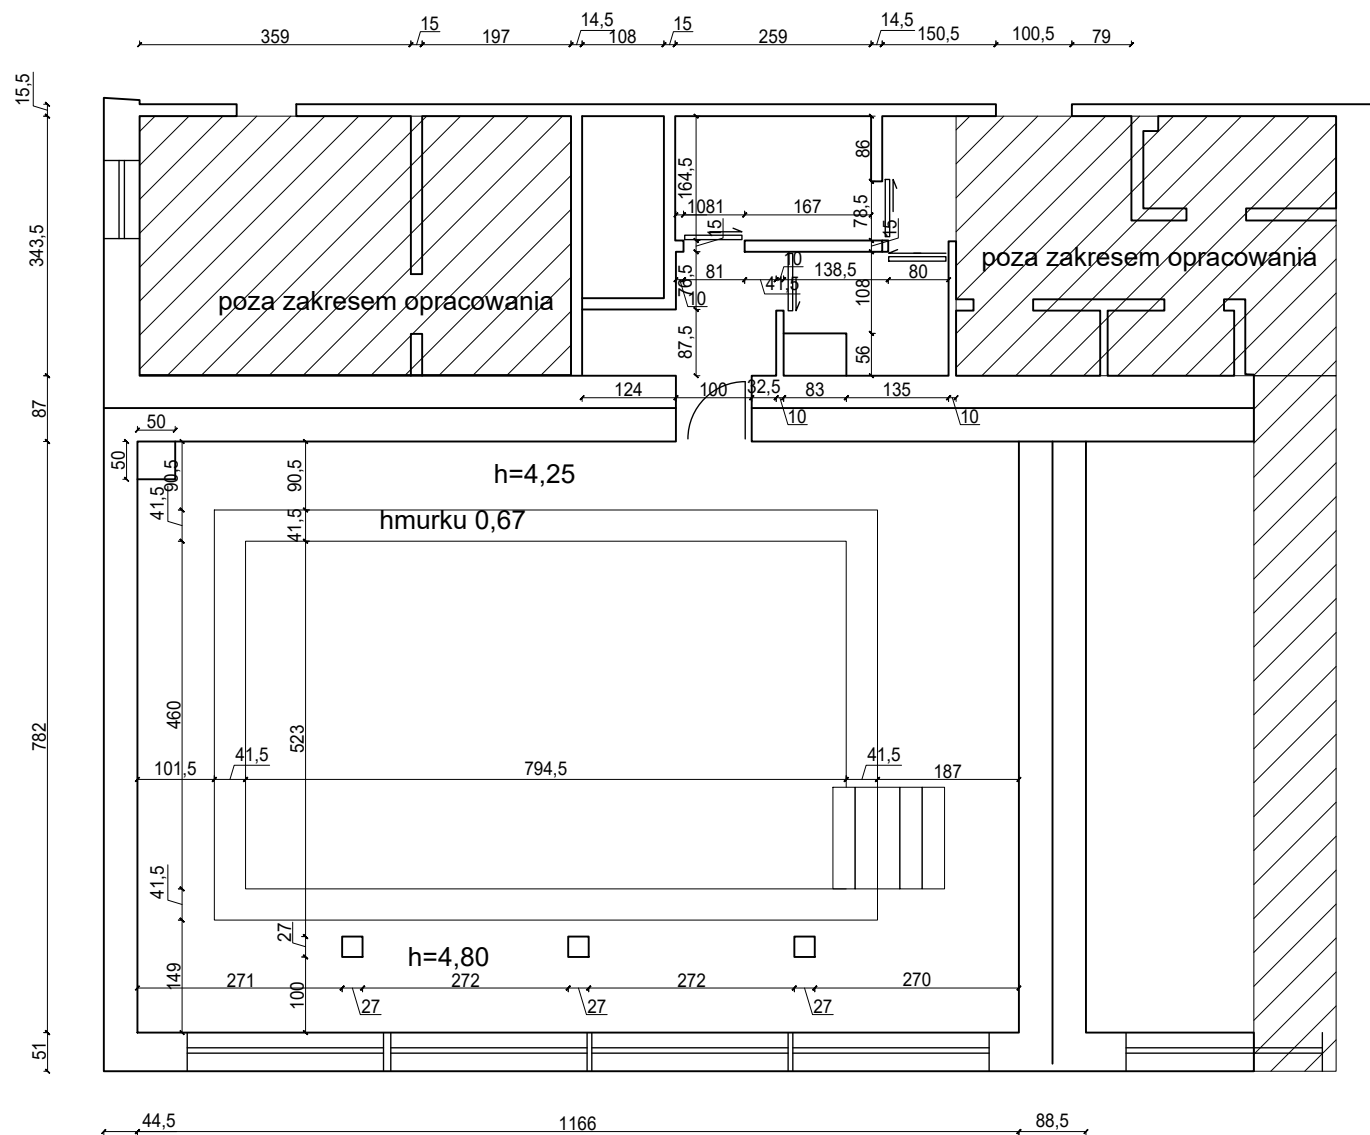 359 15 197 14,5 108 15 259 14,5 150,5 100,5 79
15,5
343,5
87
782
51
164,5 86
1081 167 78,5
15 15
76,5 81 10 138,5 80
10 41,5 108
87,5 56
poza zakresem opracowania
poza zakresem opracowania
124 100 32,5 83 135
10 10
50
50
90,5 90,5
h=4,25
41,5 41,5
hmurku 0,67
460 523
101,5 41,5 794,5 41,5 187
41,5
27
h=4,80
149 100
271 272 272 270
27 27 27
44,5 1166 88,5